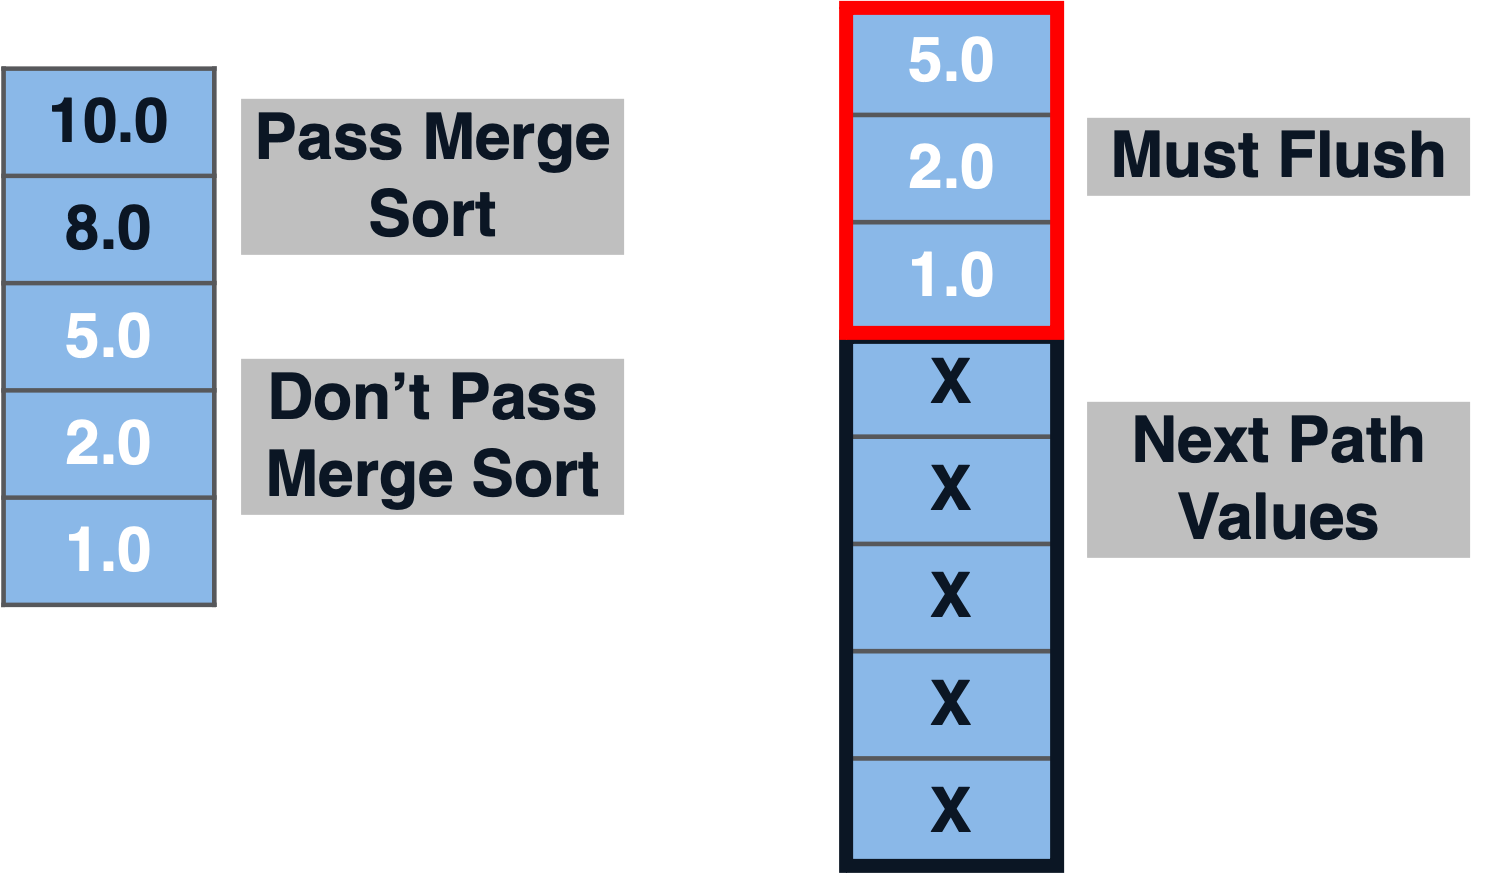 10.0
8.0
5.0
2.0
1.0
Pass Merge
Sort
Don’t Pass
Merge Sort
5.0
2.0
1.0
X
X
X
X
X
Must Flush
Next Path
Values